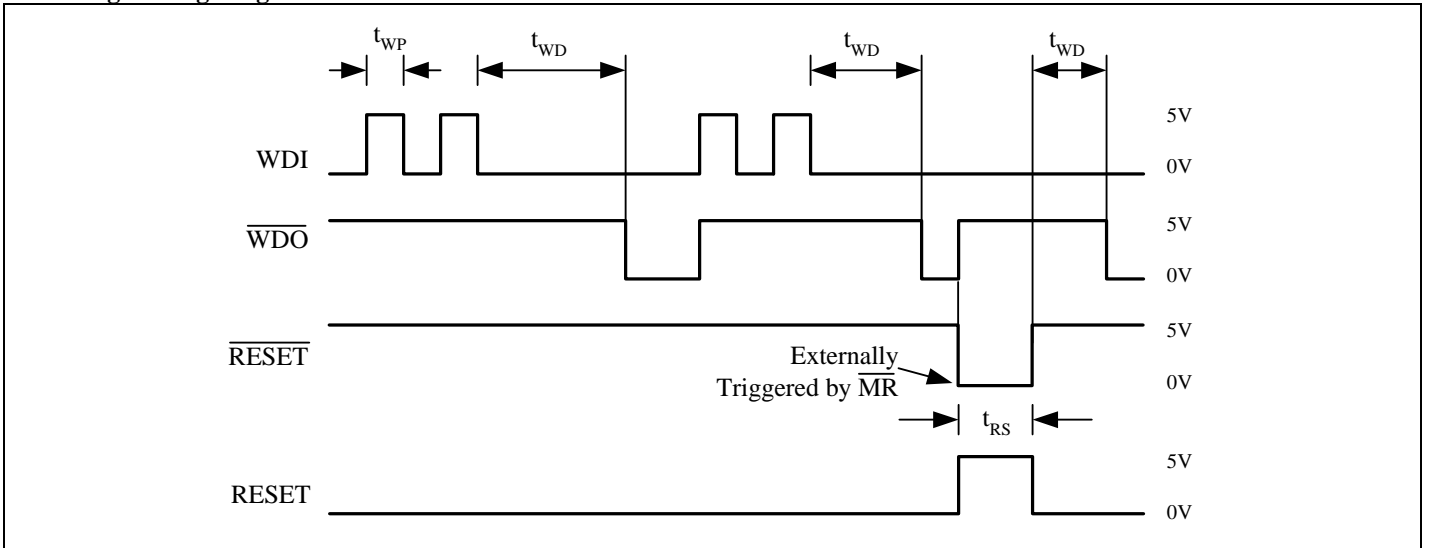 tWP tWD tWD tWD
5V
WDI 0V
WDO 5V
0V
RESET 5V
Externally
Triggered by MR 0V
tRS
5V
RESET 0V